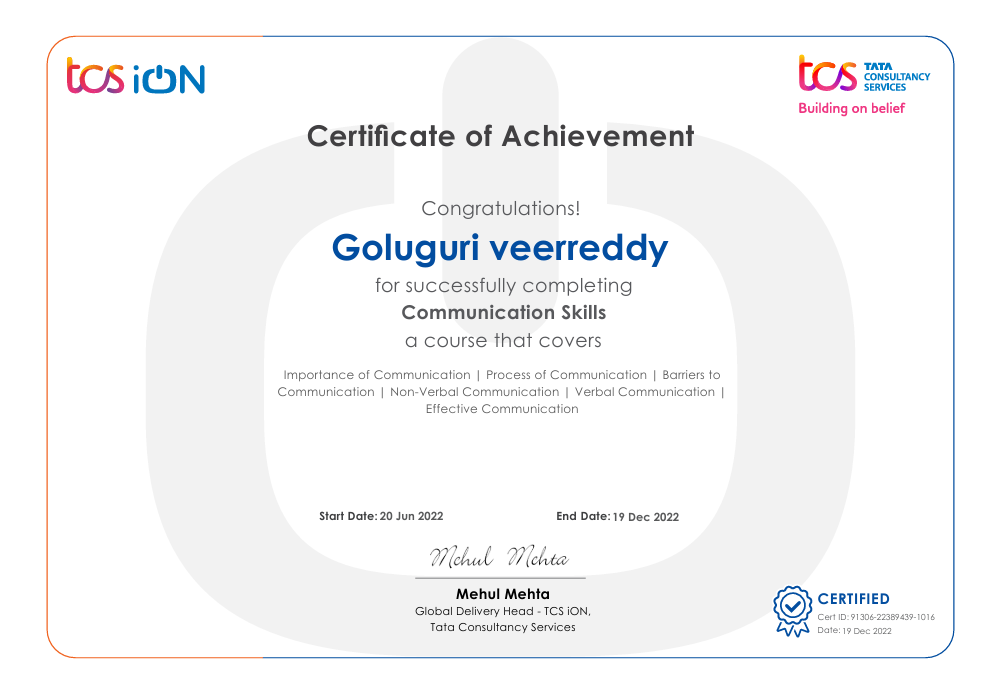 tcs iON
tcs TATA
CONSULTANCY
SERVICES
Building on belief
Certificate of Achievement
Congratulations!
Goluguri veerreddy
for successfully completing
Communication Skills
a course that covers
Importance of Communication | Process of Communication | Barriers to
Communication | Non-Verbal Communication | Verbal Communication |
Effective Communication
Start Date: 20 Jun 2022
End Date: 19 Dec 2022
Mehul Mehta
Mehul Mehta
Global Delivery Head - TCS iON,
Tata Consultancy Services
CERTIFIED
Cert ID: 91306-22389439-1016
Date: 19 Dec 2022